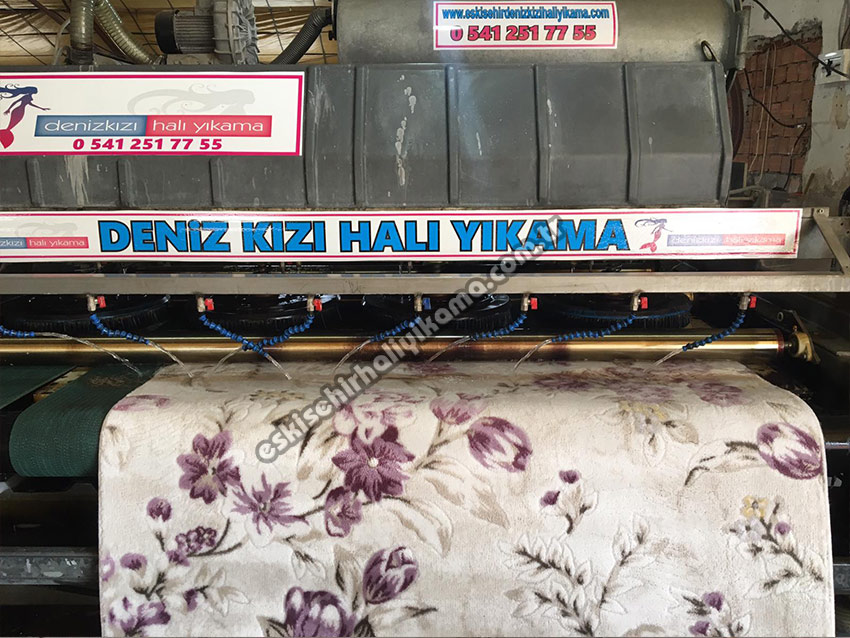 www.eskisehirdenizkizihaliyikama.com
0 541 251 77 55
denizkızı halı yıkama
0 541 251 77 55
denizkızı halı yıkama
DENİZ KIZI HALI YIKAMA
denizkızı halı yıkama
eskisehirhaliyikama.com.tr